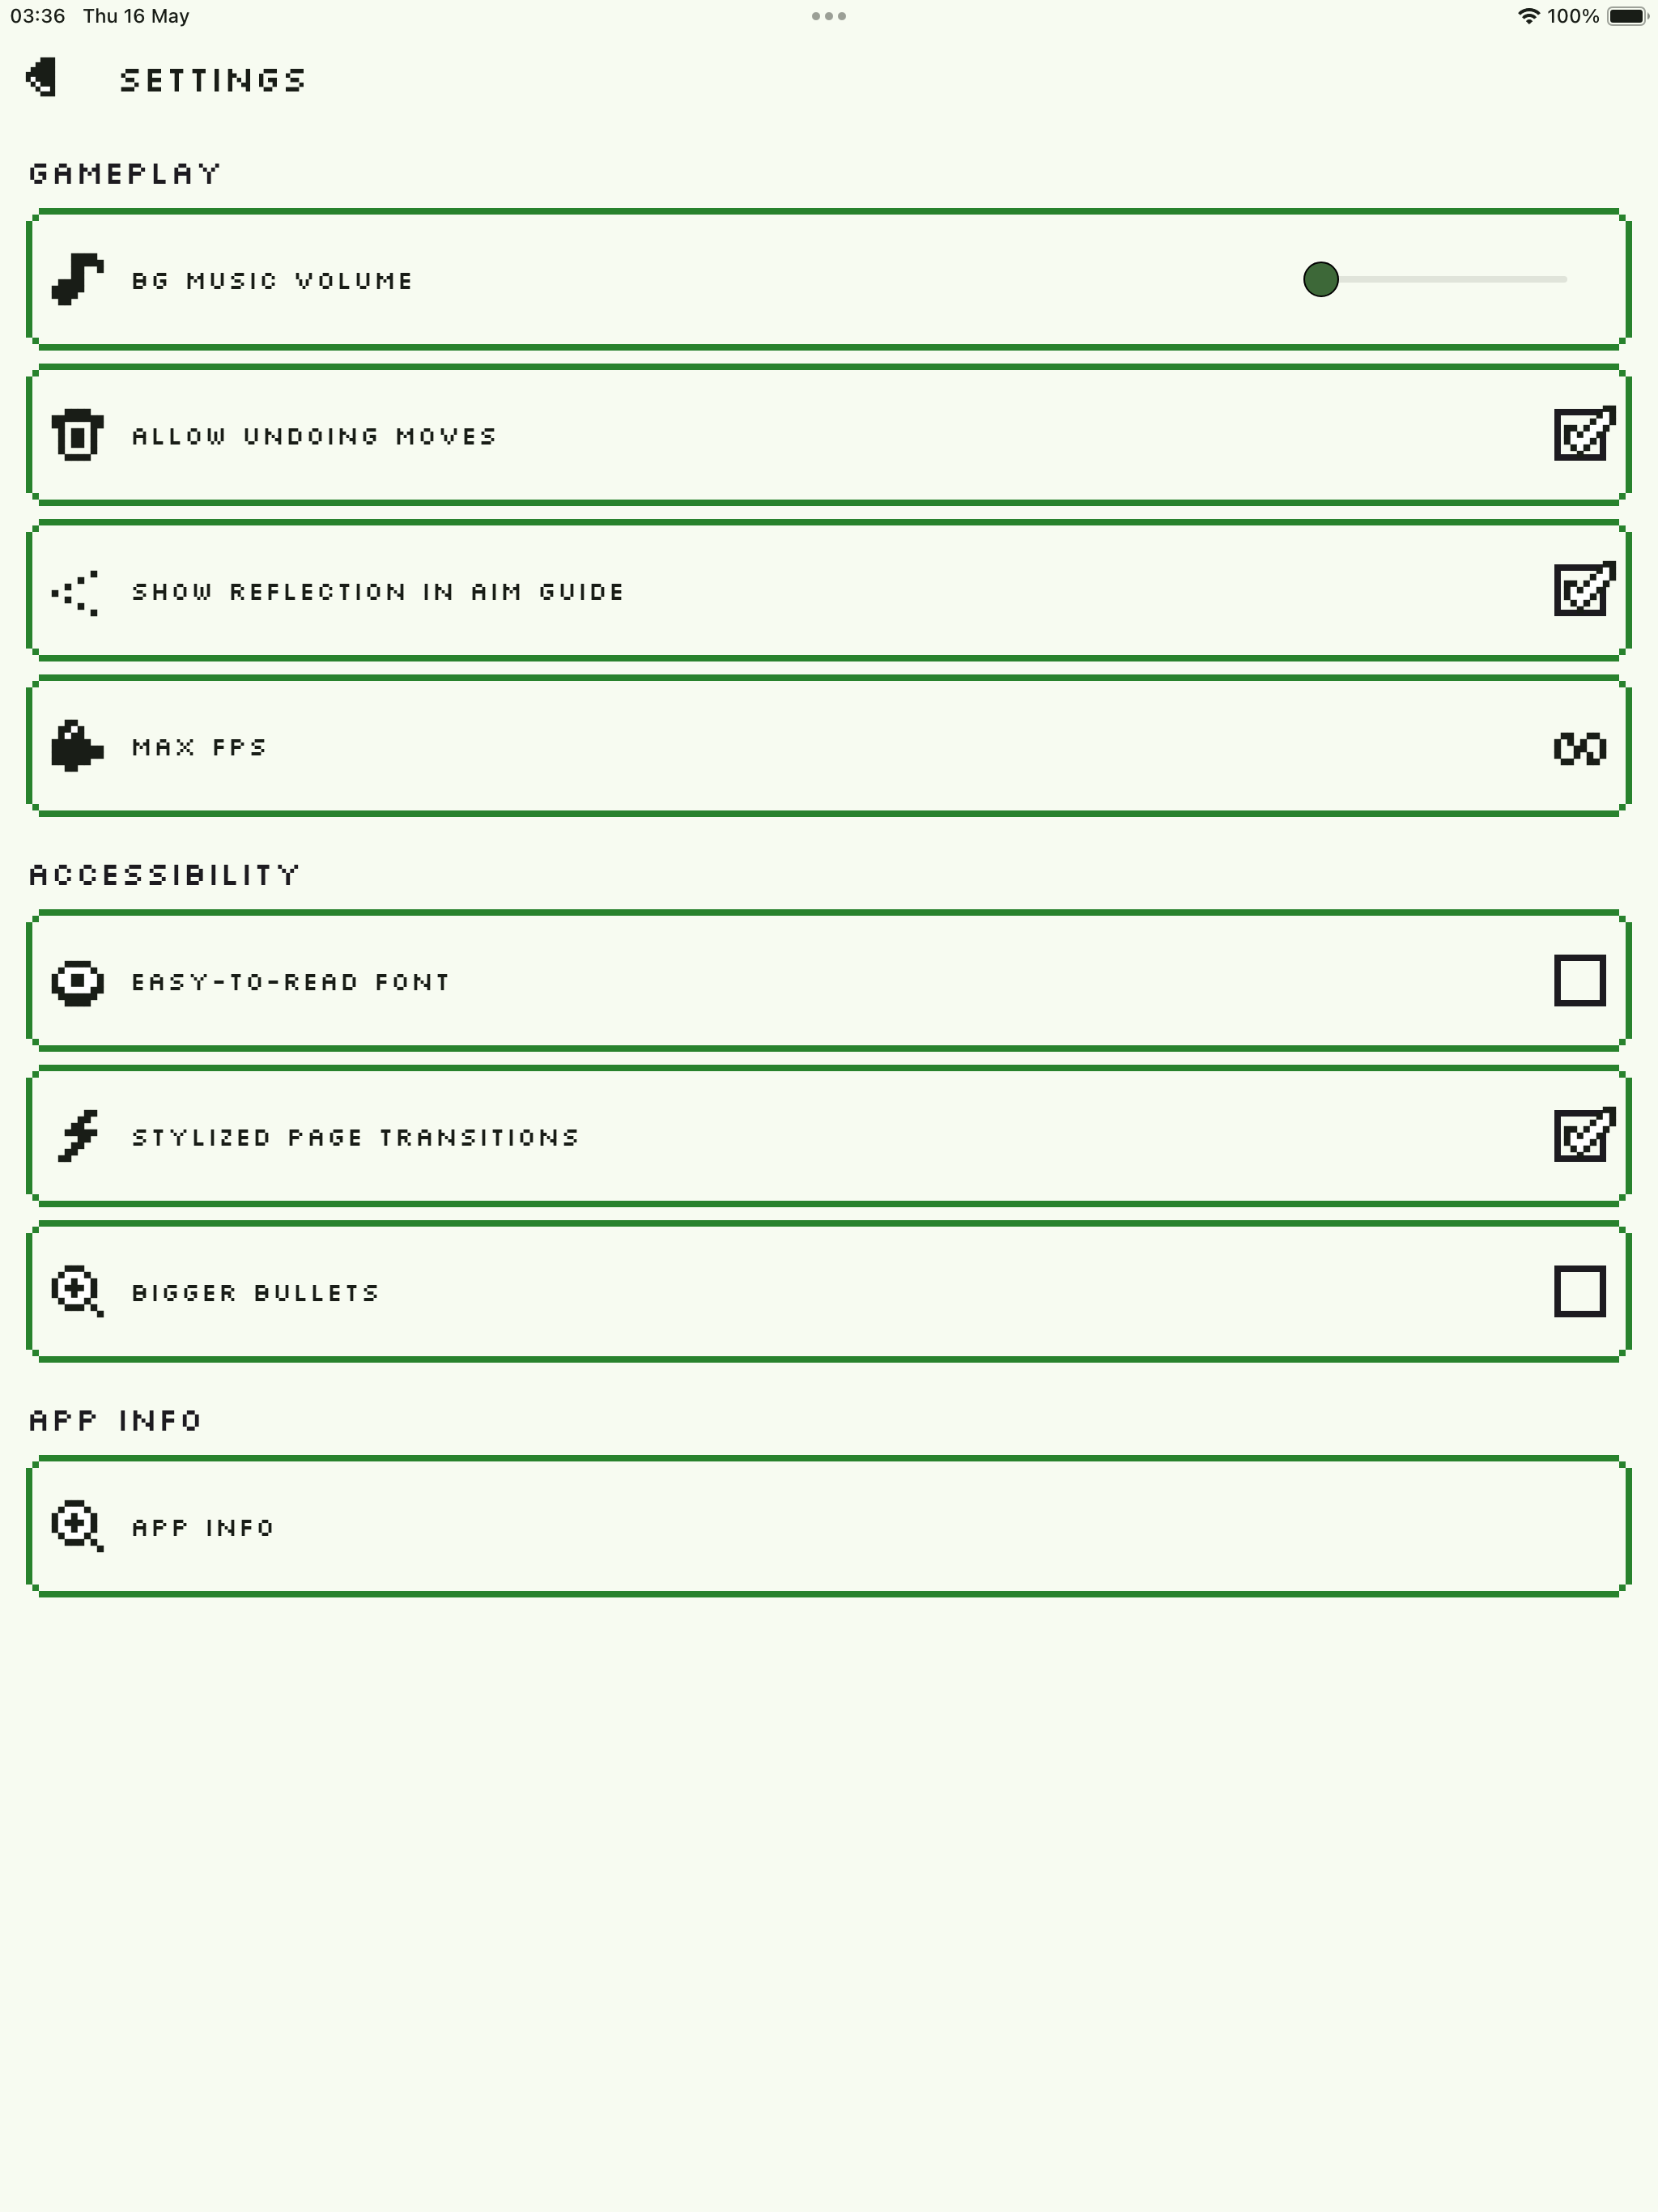 03:36 Thu 16 May 100%
SETTINGS
GAMEPLAY
BG MUSIC VOLUME
ALLOW UNDOING MOVES
SHOW REFLECTION IN AIM GUIDE
MAX FPS ∞
ACCESSIBILITY
EASY-TO-READ FONT
STYLIZED PAGE TRANSITIONS
BIGGER BULLETS
APP INFO
APP INFO